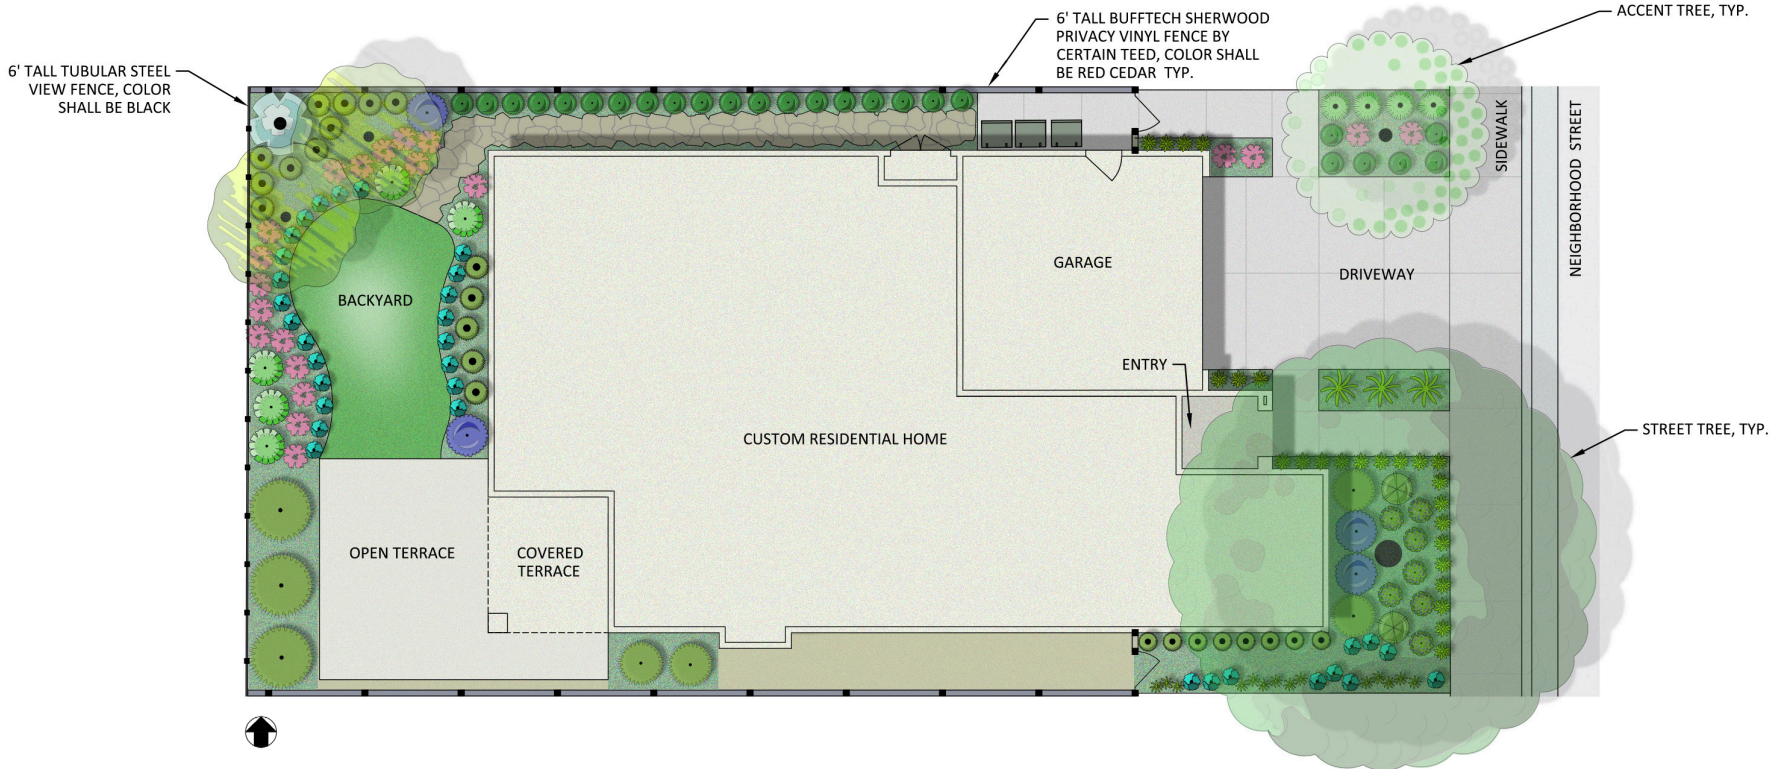 6' TALL TUBULAR STEEL
VIEW FENCE, COLOR
SHALL BE BLACK
6' TALL BUFFTECH SHERWOOD
PRIVACY VINYL FENCE BY
CERTAIN TEED, COLOR SHALL
BE RED CEDAR TYP.
ACCENT TREE, TYP.
SIDEWALK
NEIGHBORHOOD STREET
GARAGE
DRIVEWAY
BACKYARD
ENTRY
STREET TREE, TYP.
CUSTOM RESIDENTIAL HOME
OPEN TERRACE
COVERED
TERRACE